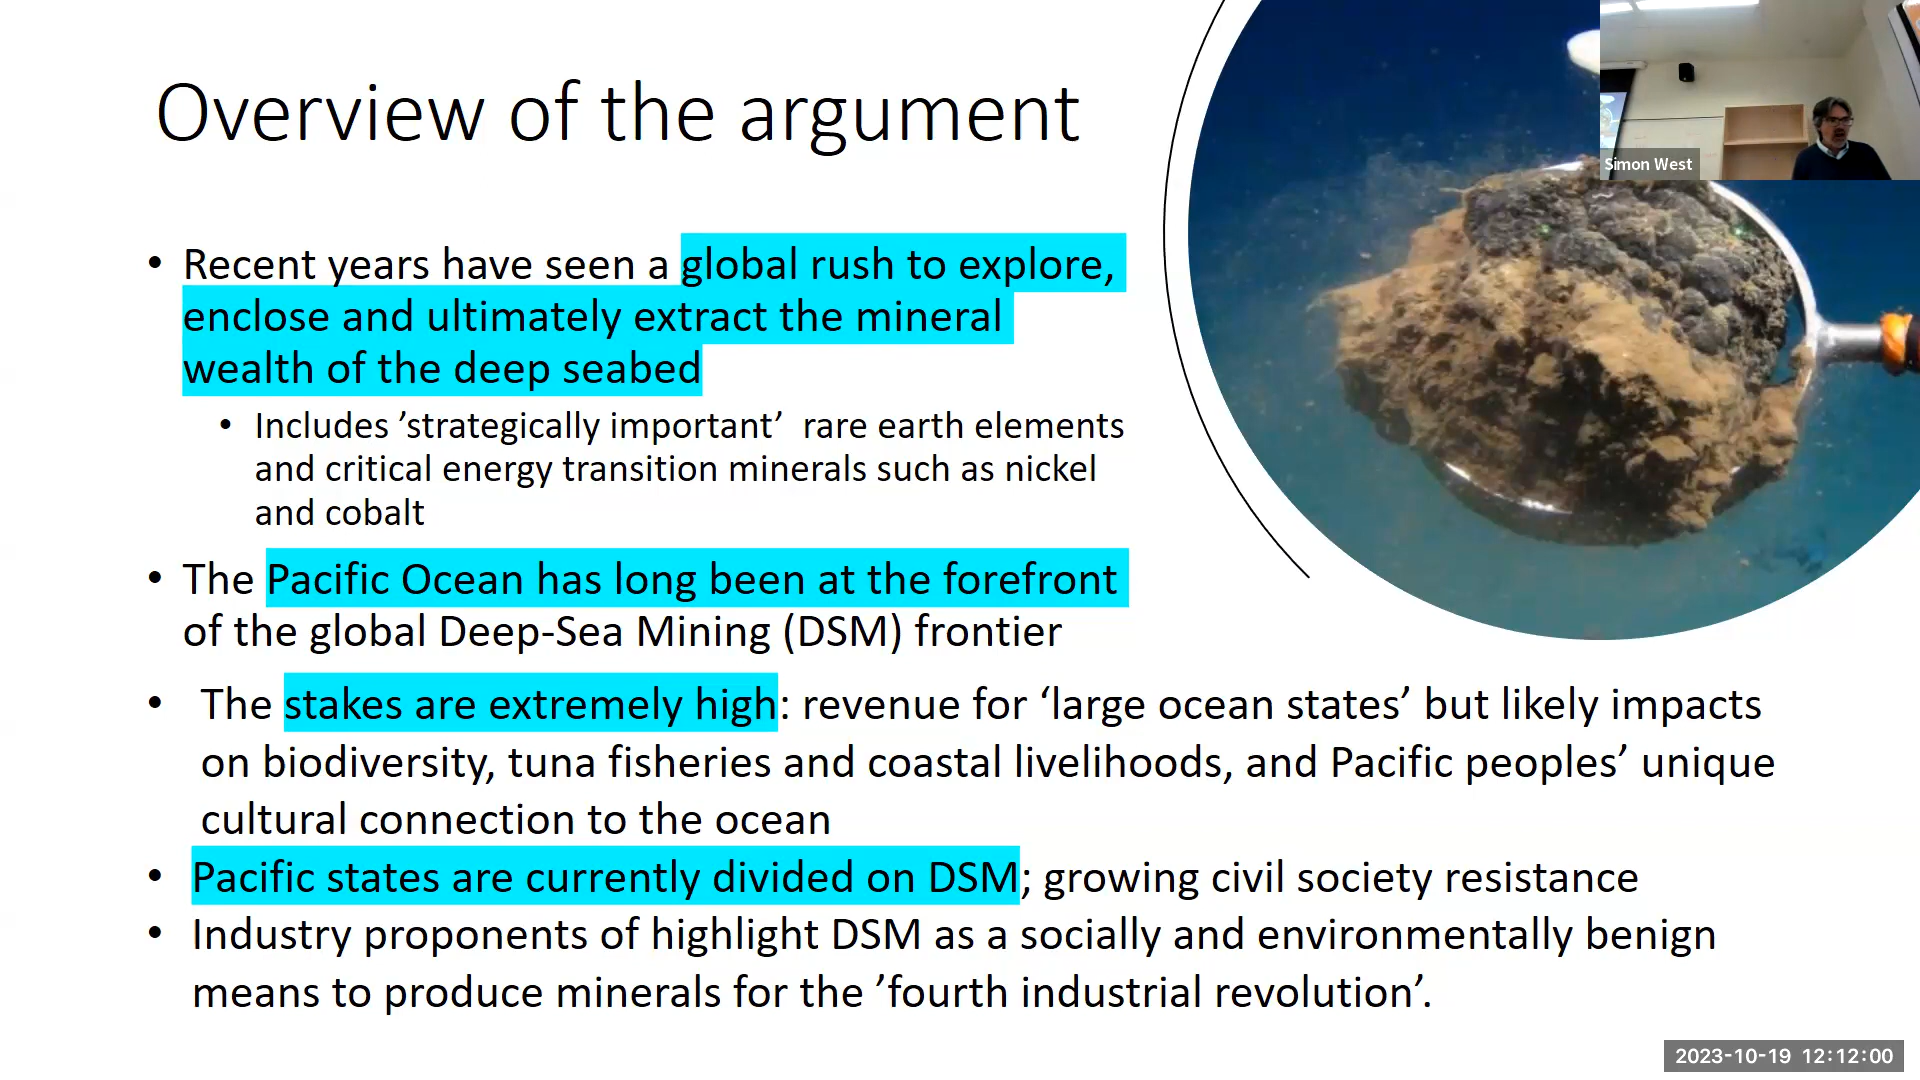 Overview of the argument
• Recent years have seen a global rush to explore,
enclose and ultimately extract the mineral
wealth of the deep seabed
• Includes ’strategically important’  rare earth elements
and critical energy transition minerals such as nickel
and cobalt
• The Pacific Ocean has long been at the forefront
of the global Deep-Sea Mining (DSM) frontier
• The stakes are extremely high: revenue for ‘large ocean states’ but likely impacts
on biodiversity, tuna fisheries and coastal livelihoods, and Pacific peoples’ unique
cultural connection to the ocean
• Pacific states are currently divided on DSM; growing civil society resistance
• Industry proponents of highlight DSM as a socially and environmentally benign
means to produce minerals for the ’fourth industrial revolution’.
Simon West
2023-10-19 12:12:00